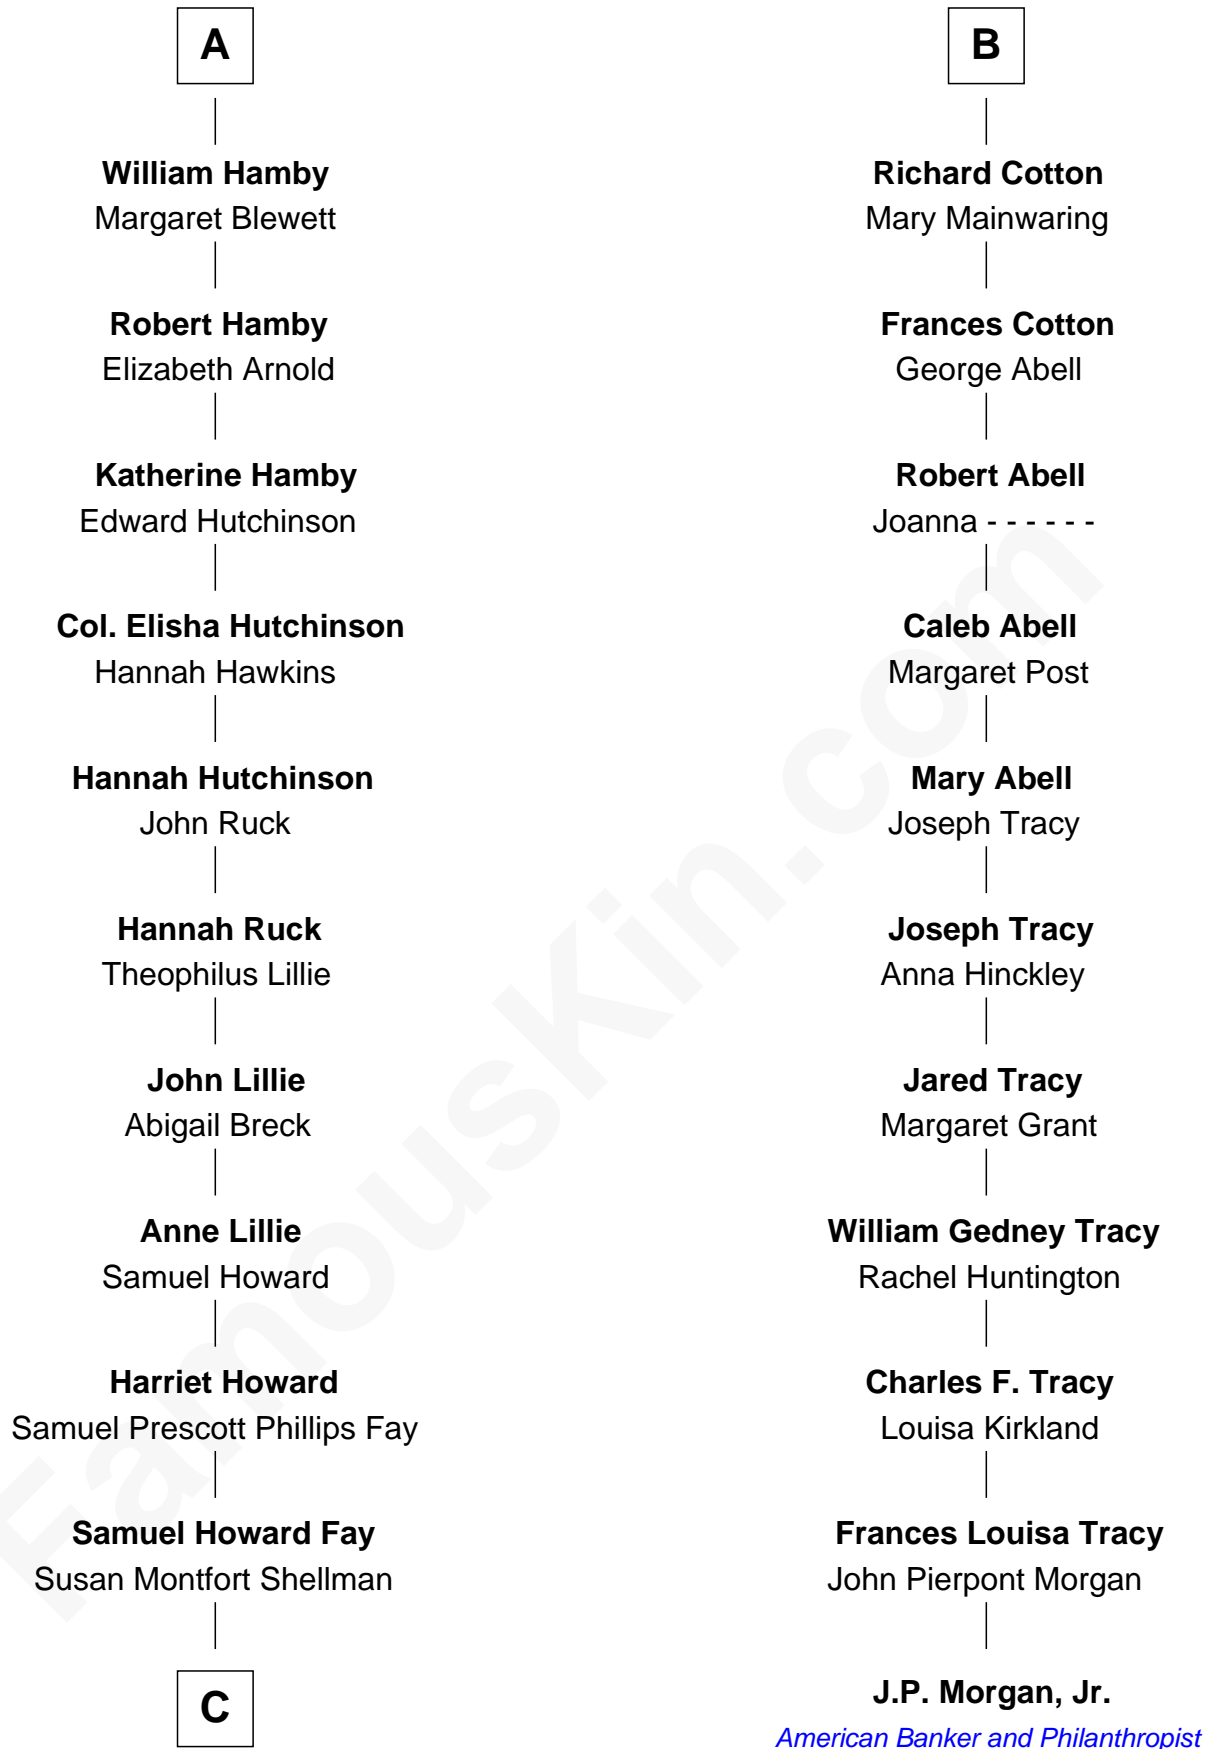 A
William Hamby
Margaret Blewett
Robert Hamby
Elizabeth Arnold
Katherine Hamby
Edward Hutchinson
Col. Elisha Hutchinson
Hannah Hawkins
Hannah Hutchinson
John Ruck
Hannah Ruck
Theophilus Lillie
John Lillie
Abigail Breck
Anne Lillie
Samuel Howard
Harriet Howard
Samuel Prescott Phillips Fay
Samuel Howard Fay
Susan Montfort Shellman
C
B
Richard Cotton
Mary Mainwaring
Frances Cotton
George Abell
Robert Abell
Joanna - - - - - -
Caleb Abell
Margaret Post
Mary Abell
Joseph Tracy
Joseph Tracy
Anna Hinckley
Jared Tracy
Margaret Grant
William Gedney Tracy
Rachel Huntington
Charles F. Tracy
Louisa Kirkland
Frances Louisa Tracy
John Pierpont Morgan
J.P. Morgan, Jr.
American Banker and Philanthropist
FamousKin.com